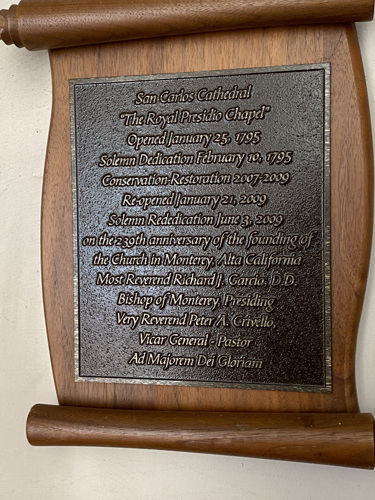 San Carlos Cathedral
"The Royal Presidio Chapel"
Opened January 25, 1795
Solemn Dedication February 10, 1795
Conservation-Restoration 2007-2009
Re-opened January 21, 2009
Solemn Rededication June 3, 2009
on the 239th anniversary of the founding of
the Church in Monterey, Alta California
Most Reverend Richard J. Garcia, D.D.
Bishop of Monterey, Presiding
Very Reverend Peter A. Crivello,
Vicar General - Pastor
Ad Majorem Dei Gloriam